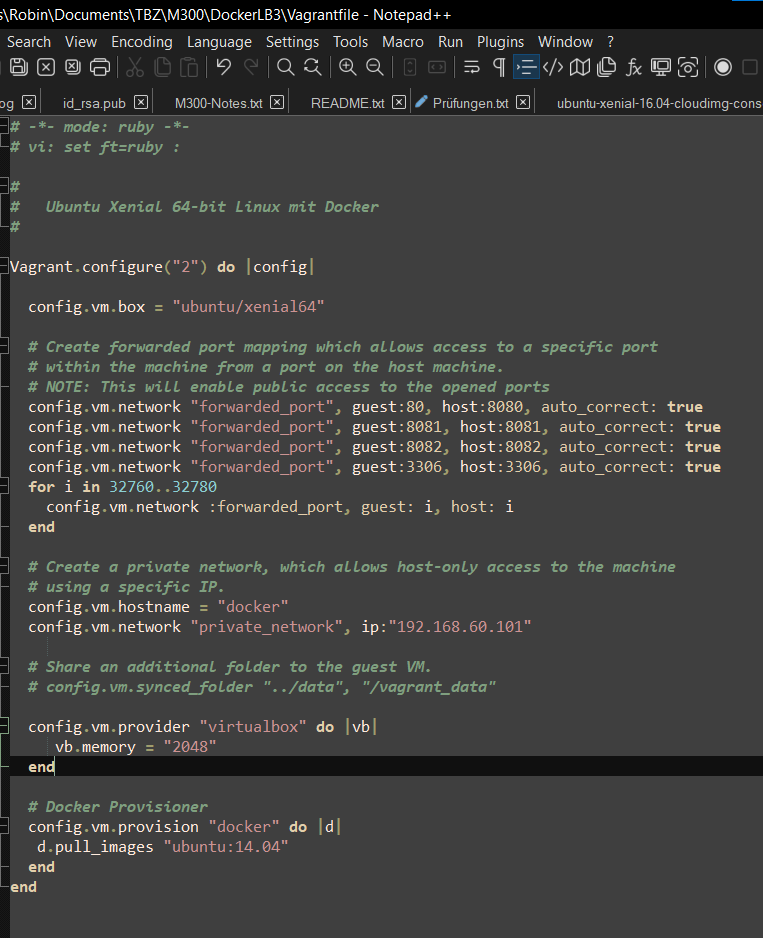 s\Robin\Documents\TBZ\M300\DockerLB3\Vagrantfile - Notepad++
Search View Encoding Language Settings Tools Macro Run Plugins Window ?
og id_rsa.pub M300-Notes.txt README.txt Prüfungen.txt ubuntu-xenial-16.04-cloudimg-cons
# -*- mode: ruby -*-
# vi: set ft=ruby :
#
#   Ubuntu Xenial 64-bit Linux mit Docker
#
Vagrant.configure("2") do |config|
  config.vm.box = "ubuntu/xenial64"
  # Create forwarded port mapping which allows access to a specific port
  # within the machine from a port on the host machine.
  # NOTE: This will enable public access to the opened ports
  config.vm.network "forwarded_port", guest:80, host:8080, auto_correct: true
  config.vm.network "forwarded_port", guest:8081, host:8081, auto_correct: true
  config.vm.network "forwarded_port", guest:8082, host:8082, auto_correct: true
  config.vm.network "forwarded_port", guest:3306, host:3306, auto_correct: true
  for i in 32760..32780
    config.vm.network :forwarded_port, guest: i, host: i
  end
  # Create a private network, which allows host-only access to the machine
  # using a specific IP.
  config.vm.hostname = "docker"
  config.vm.network "private_network", ip:"192.168.60.101"
  # Share an additional folder to the guest VM.
  # config.vm.synced_folder "../data", "/vagrant_data"
  config.vm.provider "virtualbox" do |vb|
     vb.memory = "2048"
  end
  # Docker Provisioner
  config.vm.provision "docker" do |d|
   d.pull_images "ubuntu:14.04"
  end
end